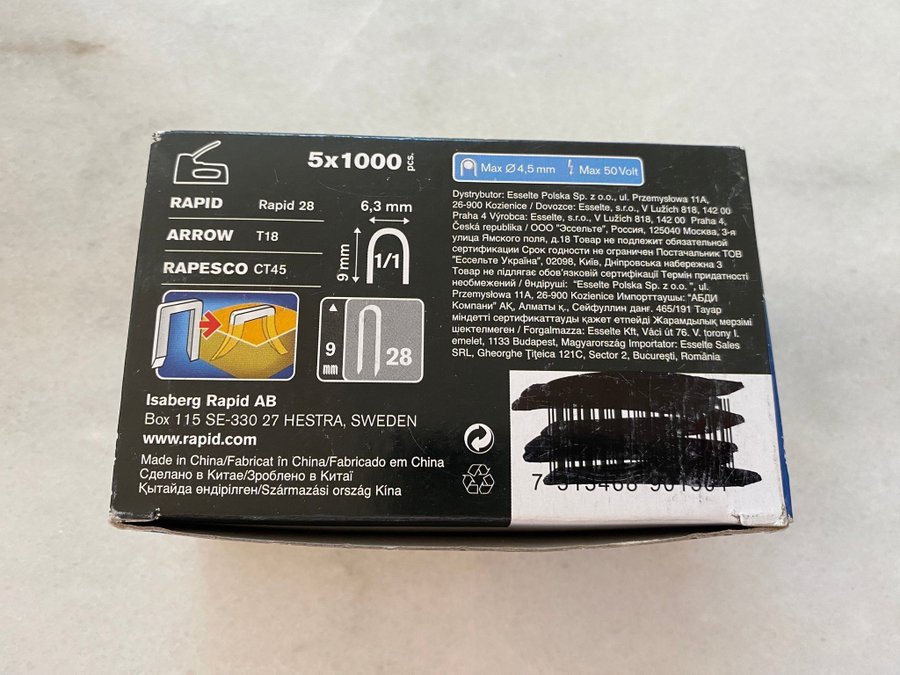 5x1000 pcs.
RAPID Rapid 28
ARROW T18
RAPESCO CT45
6,3 mm
9 mm
1/1
9 mm
28
Isaberg Rapid AB
Box 115 SE-330 27 HESTRA, SWEDEN
www.rapid.com
Made in China/Fabricat în China/Fabricado em China
Сделано в Китае/Зроблено в Китаї
Қытайда өндірілген/Származási ország Kína
Max Ø 4,5 mm Max 50 Volt
Dystrybutor: Esselte Polska Sp. z o.o., ul. Przemysłowa 11A,
26-900 Kozienice / Dovozce: Esselte, s.r.o., V Lužich 818, 142 00
Praha 4 Výrobca: Esselte, s.r.o., V Lužich 818, 142 00 Praha 4,
Česká republika / ООО "Эссельте", Россия, 125040 Москва, 3-я
улица Ямского поля, д.18 Товар не подлежит обязательной
сертификации Срок годности не ограничен Постачальник ТОВ
"Ессельте Україна", 02098, Київ, Дніпровська набережна 3
Товар не підлягає обов'язковій сертифікації Термін придатності
необмежений / Өндіруші: "Esselte Polska Sp. z o.o. ", ul.
Przemysłowa 11A, 26-900 Kozienice Импорттаушы: "АБДИ
Компани" АҚ, Алматы қ., Сейфуллин даңг. 465/191 Тауар
міндетті сертификаттауды қажет етпейді Жарамдылық мерзімі
шектелмеген / Forgalmazza: Esselte Kft, Váci út 76. V. torony I.
emelet, 1133 Budapest, Magyarország Importator: Esselte Sales
SRL, Gheorghe Ţiţeica 121C, Sector 2, Bucureşti, România